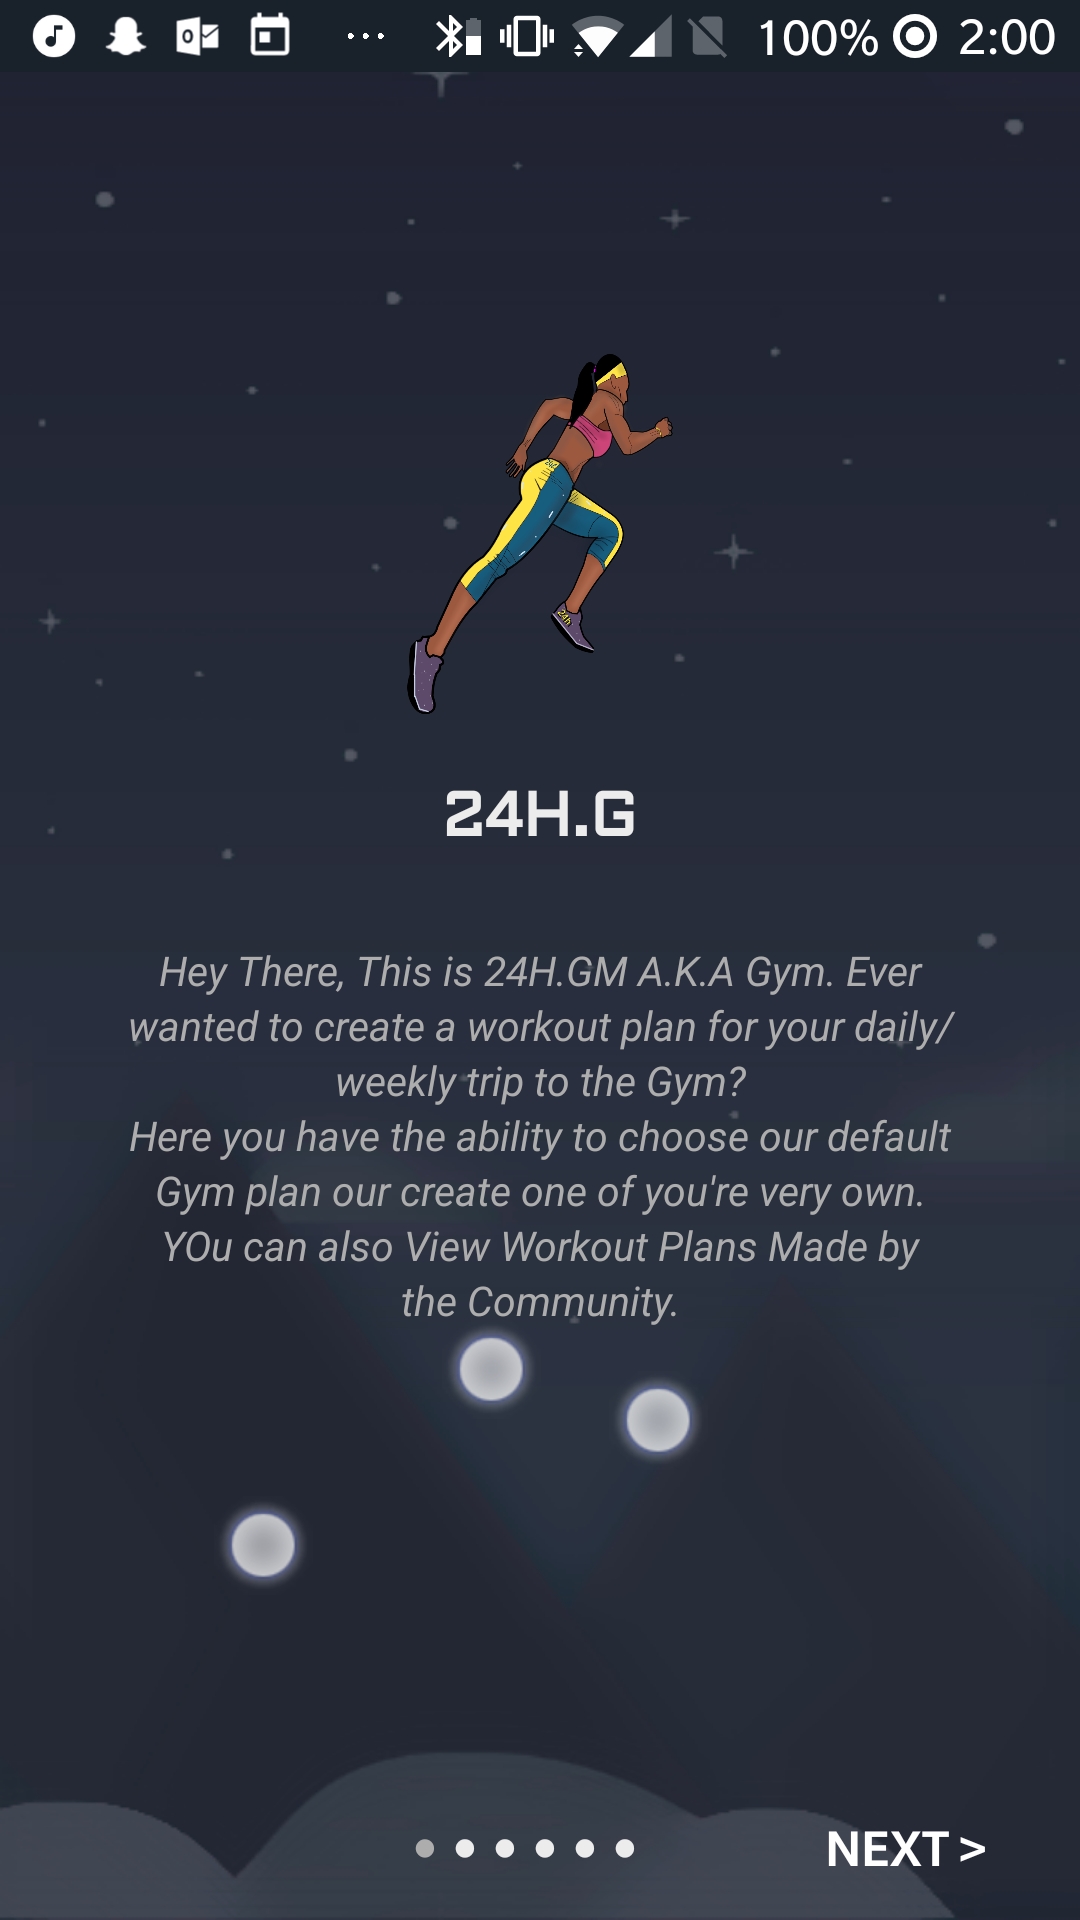 100% 2:00
24h
24H.G
Hey There, This is 24H.GM A.K.A Gym. Ever
wanted to create a workout plan for your daily/
weekly trip to the Gym?
Here you have the ability to choose our default
Gym plan our create one of you're very own.
YOu can also View Workout Plans Made by
the Community.
NEXT >